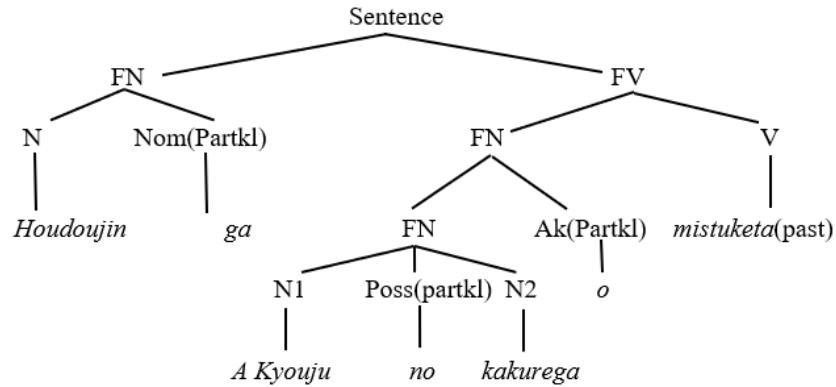 Sentence
FN FV
N Nom(Partkl) FN V
Houdoujin ga FN Ak(Partkl) mistuketa(past)
N1 Poss(partkl) N2 o
A Kyouju no kakurega